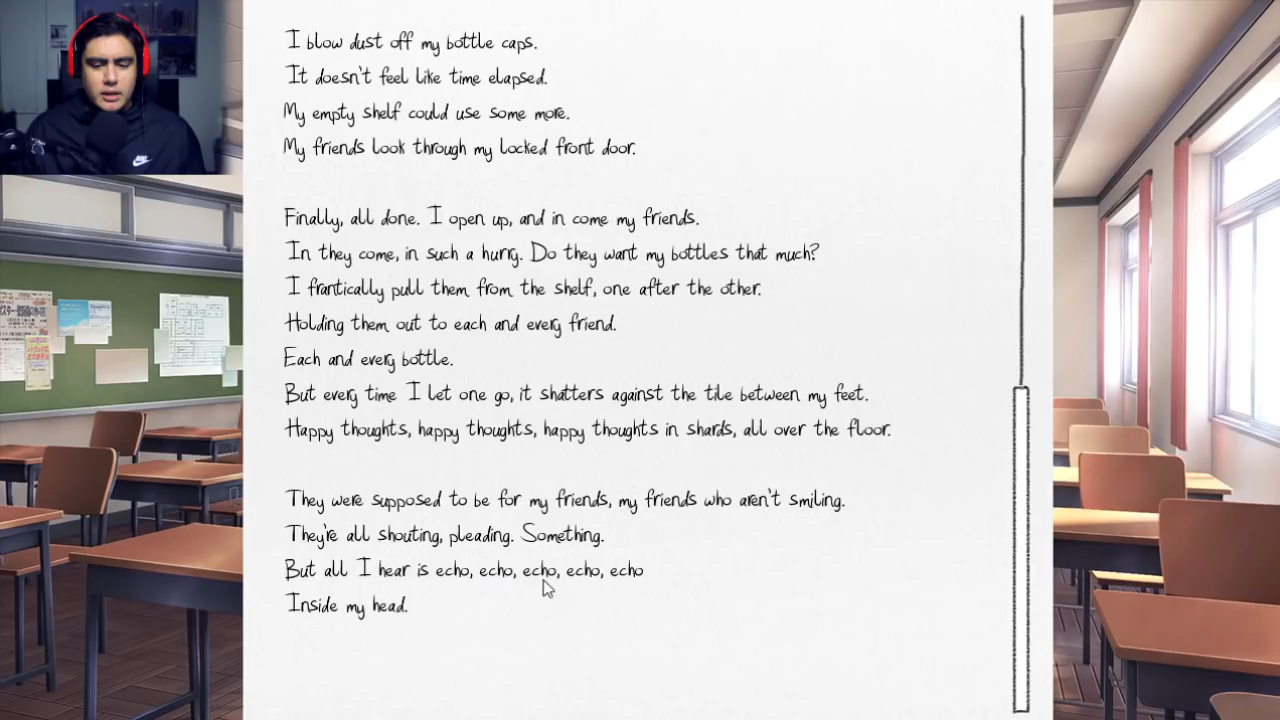 I blow dust off my bottle caps.
It doesn't feel like time elapsed.
My empty shelf could use some more.
My friends look through my locked front door.
Finally, all done. I open up, and in come my friends.
In they come, in such a hurry. Do they want my bottles that much?
I frantically pull them from the shelf, one after the other.
Holding them out to each and every friend.
Each and every bottle.
But every time I let one go, it shatters against the tile between my feet.
Happy thoughts, happy thoughts, happy thoughts in shards, all over the floor.
They were supposed to be for my friends, my friends who aren't smiling.
They're all shouting, pleading. Something.
But all I hear is echo, echo, echo, echo, echo
Inside my head.